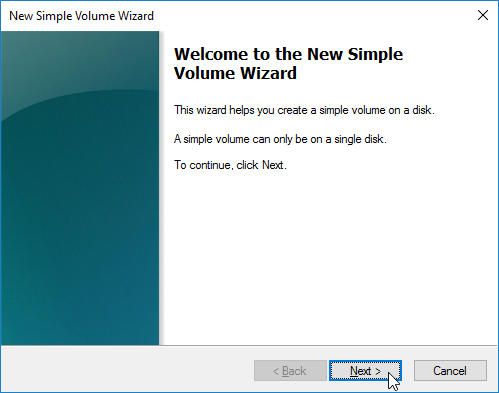 New Simple Volume Wizard
Welcome to the New Simple
Volume Wizard
This wizard helps you create a simple volume on a disk.
A simple volume can only be on a single disk.
To continue, click Next.
< Back
Next >
Cancel